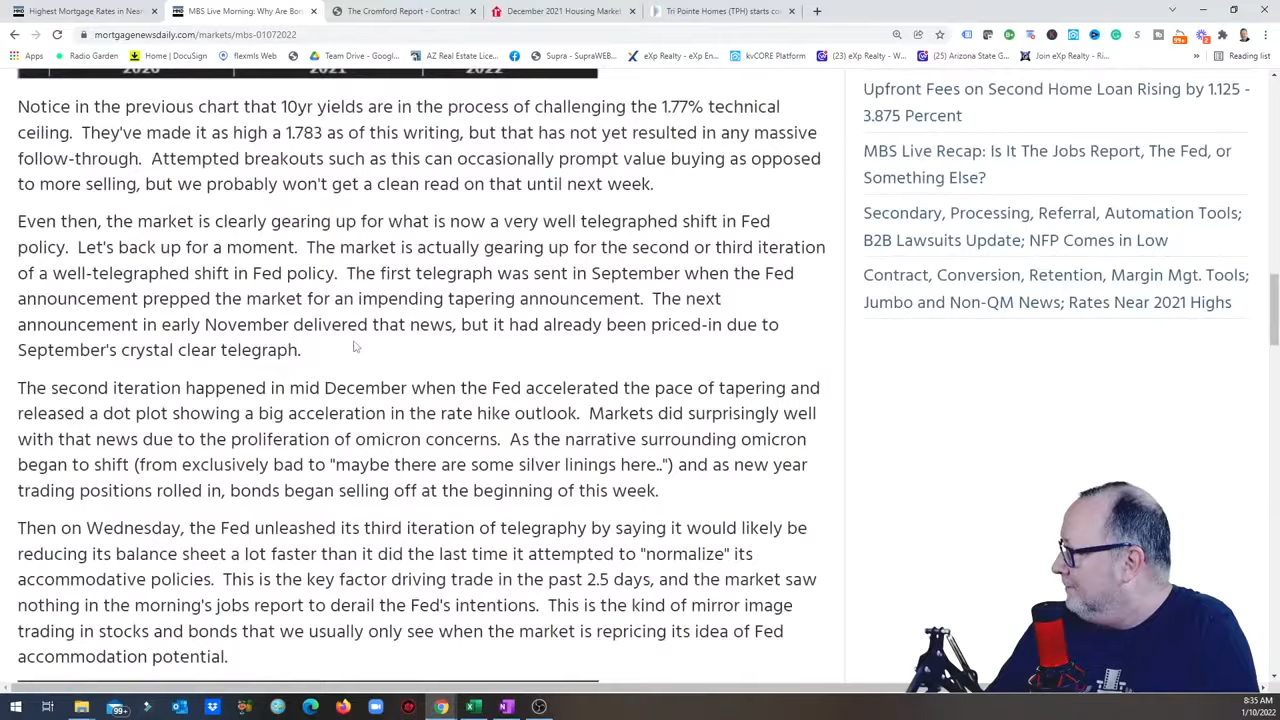 Highest Mortgage Rates in Near
MBS Live Morning: Why Are Bon
The Cromford Report - Contract
December 2021 Housing Market
Tri Pointe Homes (TPH) starts co
mortgagenewsdaily.com/markets/mbs-01072022
Apps
Radio Garden
Home | DocuSign
flexmls Web
Team Drive - Googl...
AZ Real Estate Lice...
Supra - SupraWEB...
eXp Realty - eXp En...
kvCORE Platform
(23) eXp Realty - W...
(25) Arizona State G...
Join eXp Realty - Ri...
Reading list
2020 2021 2022
Notice in the previous chart that 10yr yields are in the process of challenging the 1.77% technical
ceiling. They've made it as high a 1.783 as of this writing, but that has not yet resulted in any massive
follow-through. Attempted breakouts such as this can occasionally prompt value buying as opposed
to more selling, but we probably won't get a clean read on that until next week.
Even then, the market is clearly gearing up for what is now a very well telegraphed shift in Fed
policy. Let's back up for a moment. The market is actually gearing up for the second or third iteration
of a well-telegraphed shift in Fed policy. The first telegraph was sent in September when the Fed
announcement prepped the market for an impending tapering announcement. The next
announcement in early November delivered that news, but it had already been priced-in due to
September's crystal clear telegraph.
The second iteration happened in mid December when the Fed accelerated the pace of tapering and
released a dot plot showing a big acceleration in the rate hike outlook. Markets did surprisingly well
with that news due to the proliferation of omicron concerns. As the narrative surrounding omicron
began to shift (from exclusively bad to "maybe there are some silver linings here..") and as new year
trading positions rolled in, bonds began selling off at the beginning of this week.
Then on Wednesday, the Fed unleashed its third iteration of telegraphy by saying it would likely be
reducing its balance sheet a lot faster than it did the last time it attempted to "normalize" its
accommodative policies. This is the key factor driving trade in the past 2.5 days, and the market saw
nothing in the morning's jobs report to derail the Fed's intentions. This is the kind of mirror image
trading in stocks and bonds that we usually only see when the market is repricing its idea of Fed
accommodation potential.
Upfront Fees on Second Home Loan Rising by 1.125 -
3.875 Percent
MBS Live Recap: Is It The Jobs Report, The Fed, or
Something Else?
Secondary, Processing, Referral, Automation Tools;
B2B Lawsuits Update; NFP Comes in Low
Contract, Conversion, Retention, Margin Mgt. Tools;
Jumbo and Non-QM News; Rates Near 2021 Highs
8:35 AM
1/10/2022